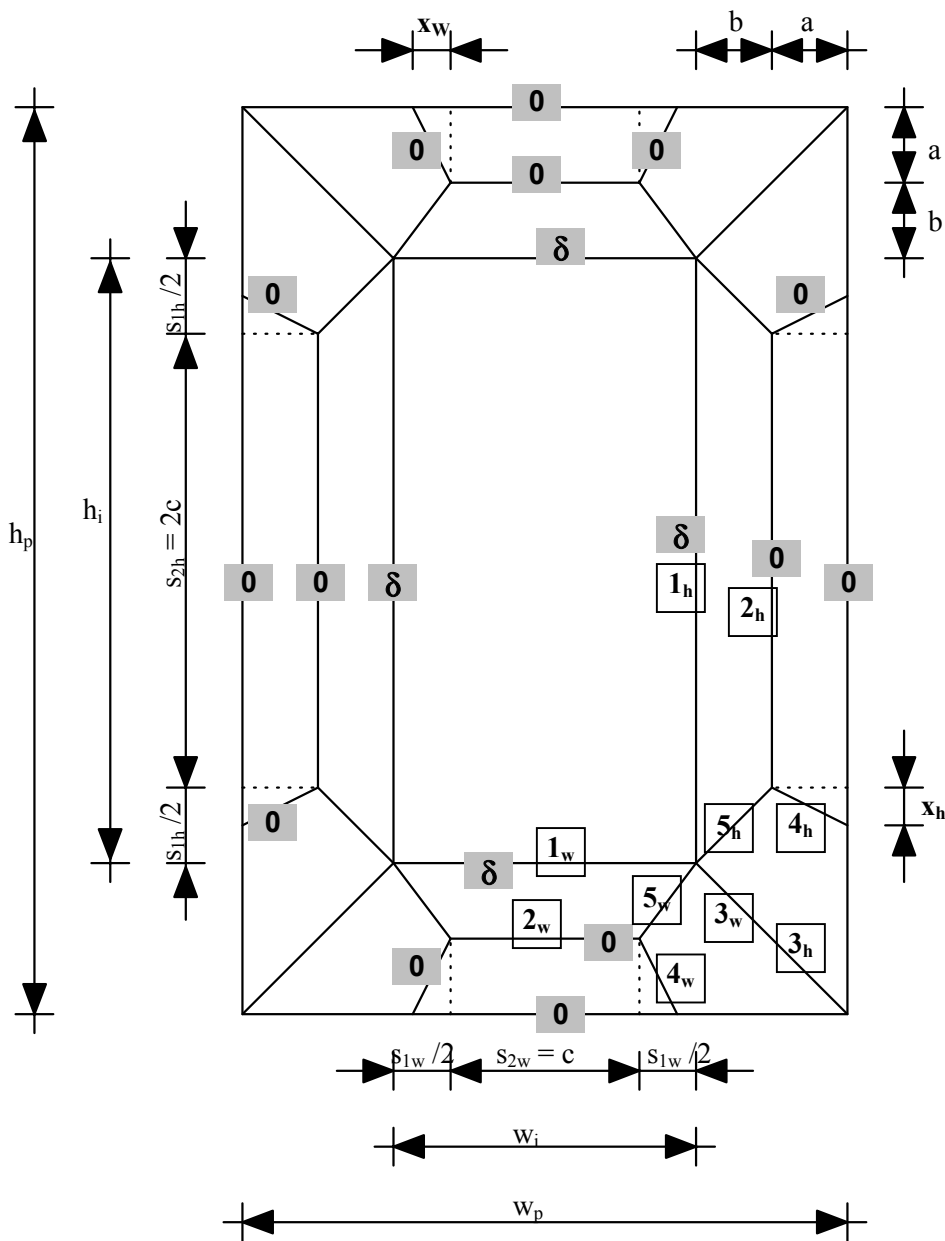 x_w b a
0
0 0
0
a
b
δ
s_1h /2
0 0
h_p
h_i
s_2h = 2c
δ
0 0 δ 0 0
1_h
2_h
s_1h /2
0
x_h
5_h 4_h
1_w
δ
5_w
2_w 3_w
0 3_h
0 4_w
0
s_1w /2 s_2w = c s_1w /2
w_i
w_p